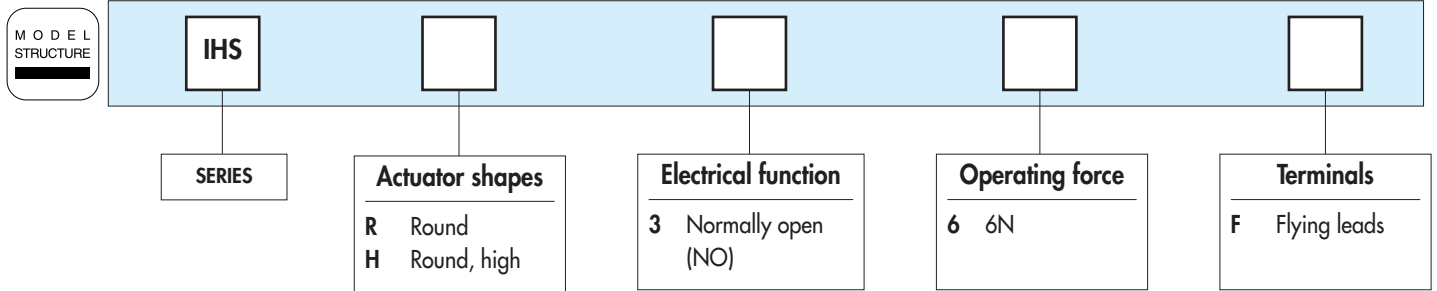 MODEL
STRUCTURE
IHS
SERIES
Actuator shapes
R Round
H Round, high
Electrical function
3 Normally open
(NO)
Operating force
6 6N
Terminals
F Flying leads